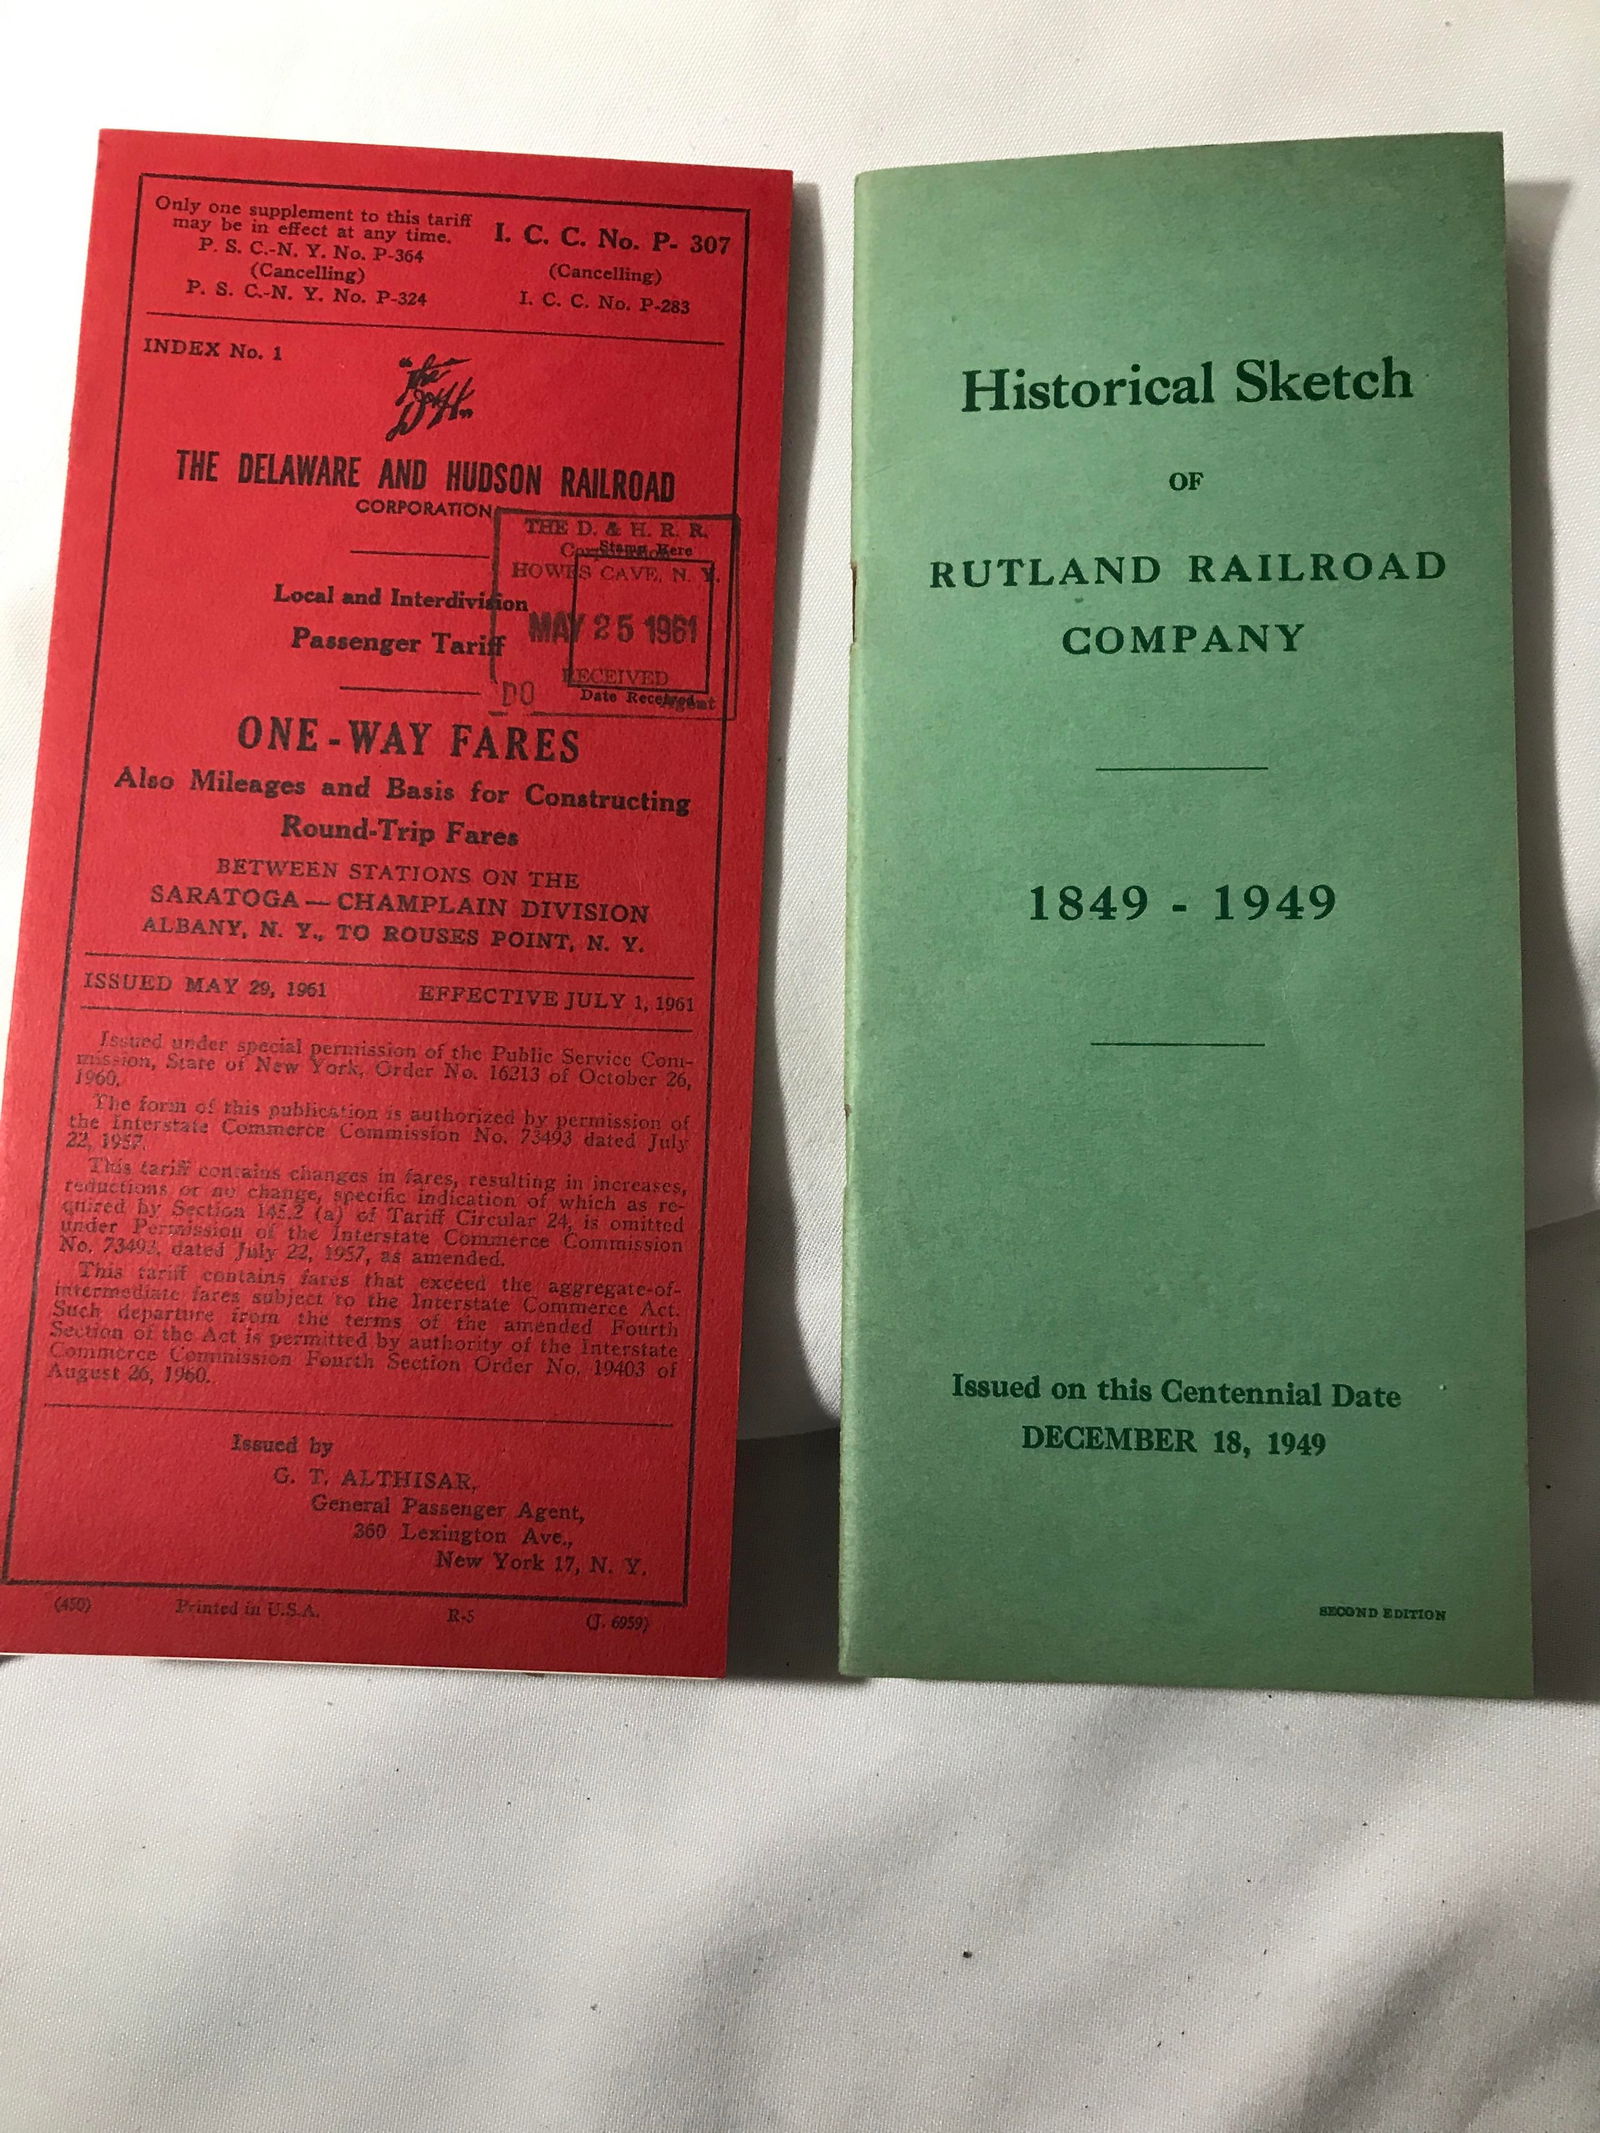 Only one supplement to this tariff
may be in effect at any time.
P. S. C.-N. Y. No. P-364
(Cancelling)
P. S. C.-N. Y. No. P-324
I. C. C. No. P- 307
(Cancelling)
I. C. C. No. P-283
INDEX No. 1
"The
D&H"
THE DELAWARE AND HUDSON RAILROAD
CORPORATION
THE D. & H. R. R.
Corporation
Stamp Here
HOWES CAVE, N. Y.
MAY 25 1961
RECEIVED
Date Received
Agent
DO
Local and Interdivision
Passenger Tariff
ONE-WAY FARES
Also Mileages and Basis for Constructing
Round-Trip Fares
BETWEEN STATIONS ON THE
SARATOGA — CHAMPLAIN DIVISION
ALBANY, N. Y., TO ROUSES POINT, N. Y.
ISSUED MAY 29, 1961 EFFECTIVE JULY 1, 1961
Issued under special permission of the Public Service Com-
mission, State of New York, Order No. 16213 of October 26,
1960.
The form of this publication is authorized by permission of
the Interstate Commerce Commission No. 73493 dated July
22, 1957.
This tariff contains changes in fares, resulting in increases,
reductions or no change, specific indication of which as re-
quired by Section 145.2 (a) of Tariff Circular 24, is omitted
under Permission of the Interstate Commerce Commission
No. 73493, dated July 22, 1957, as amended.
This tariff contains fares that exceed the aggregate-of-
intermediate fares subject to the Interstate Commerce Act.
Such departure from the terms of the amended Fourth
Section of the Act is permitted by authority of the Interstate
Commerce Commission Fourth Section Order No. 19403 of
August 26, 1960.
Issued by
G. T. ALTHISAR,
General Passenger Agent,
360 Lexington Ave.,
New York 17, N. Y.
(450) Printed in U.S.A. R-5 (J. 6959)
Historical Sketch
OF
RUTLAND RAILROAD
COMPANY
1849 - 1949
Issued on this Centennial Date
DECEMBER 18, 1949
SECOND EDITION